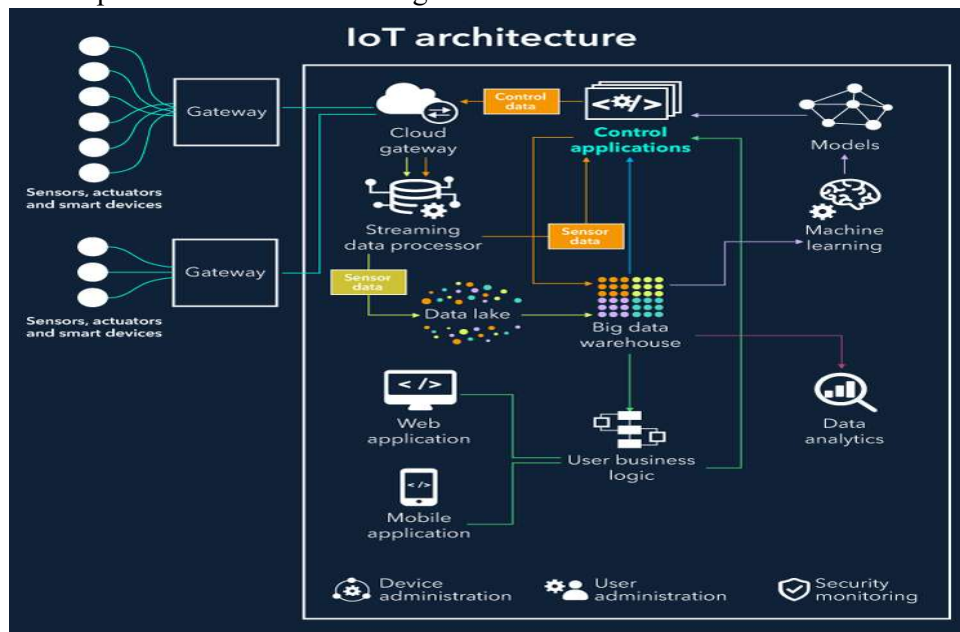 IoT architecture
Gateway
Sensors, actuators
and smart devices
Gateway
Sensors, actuators
and smart devices
Cloud
gateway
Control
data
</>
Control
applications
Models
Streaming
data processor
Sensor
data
Machine
learning
Sensor
data
Data lake
Big data
warehouse
</>
Web
application
User business
logic
Data
analytics
</>
Mobile
application
Device
administration
User
administration
Security
monitoring